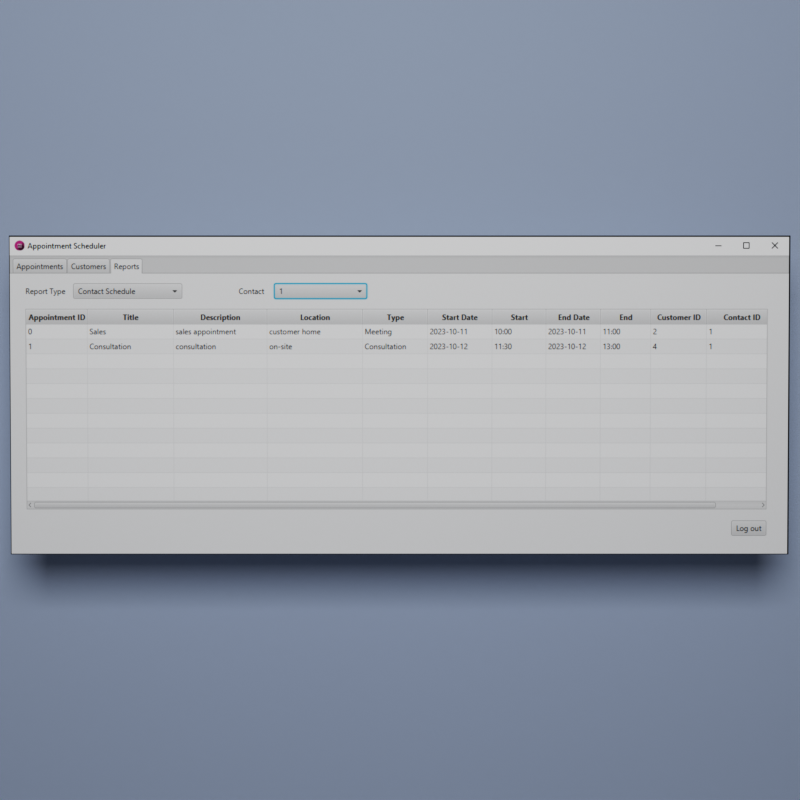 Appointment Scheduler
Appointments Customers Reports
Report Type Contact Schedule Contact 1
Appointment ID Title Description Location Type Start Date Start End Date End Customer ID Contact ID
0 Sales sales appointment customer home Meeting 2023-10-11 10:00 2023-10-11 11:00 2 1
1 Consultation consultation on-site Consultation 2023-10-12 11:30 2023-10-12 13:00 4 1
Log out